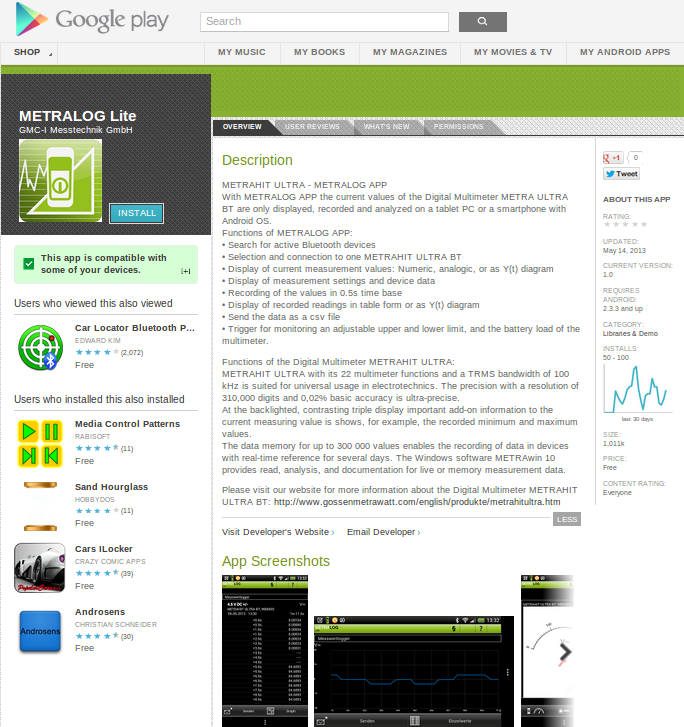 Google play
Search
SHOP
MY MUSIC
MY BOOKS
MY MAGAZINES
MY MOVIES & TV
MY ANDROID APPS
METRALOG Lite
GMC-I Messtechnik GmbH
INSTALL
This app is compatible with
some of your devices.
[+]
Users who viewed this also viewed
Car Locator Bluetooth P…
EDWARD KIM
(2,072)
Free
Users who installed this also installed
Media Control Patterns
RABISOFT
(11)
Free
Sand Hourglass
HOBBYDOS
(11)
Free
Cars ILocker
CRAZY COMIC APPS
(39)
Free
Androsens
Androsens
CHRISTIAN SCHNEIDER
(30)
Free
OVERVIEW
USER REVIEWS
WHAT'S NEW
PERMISSIONS
Description
METRAHIT ULTRA - METRALOG APP
With METRALOG APP the current values of the Digital Multimeter METRA ULTRA
BT are only displayed, recorded and analyzed on a tablet PC or a smartphone with
Android OS.
Functions of METRALOG APP:
• Search for active Bluetooth devices
• Selection and connection to one METRAHIT ULTRA BT
• Display of current measurement values: Numeric, analogic, or as Y(t) diagram
• Display of measurement settings and device data
• Recording of the values in 0.5s time base
• Display of recorded readings in table form or as Y(t) diagram
• Send the data as a csv file
• Trigger for monitoring an adjustable upper and lower limit, and the battery load of the
multimeter.
Functions of the Digital Multimeter METRAHIT ULTRA:
METRAHIT ULTRA with its 22 multimeter functions and a TRMS bandwidth of 100
kHz is suited for universal usage in electrotechnics. The precision with a resolution of
310,000 digits and 0,02% basic accuracy is ultra-precise.
At the backlighted, contrasting triple display important add-on information to the
current measuring value is shows, for example, the recorded minimum and maximum
values.
The data memory for up to 300 000 values enables the recording of data in devices
with real-time reference for several days. The Windows software METRAwin 10
provides read, analysis, and documentation for live or memory measurement data.
Please visit our website for more information about the Digital Multimeter METRAHIT
ULTRA BT: http://www.gossenmetrawatt.com/english/produkte/metrahitultra.htm
LESS
Visit Developer's Website ›
Email Developer ›
App Screenshots
13:32
LOG
Messwertlogger
Senden
Graph
13:32
LOG
?
Messwertlogger
Senden
Einzelwerte
+1
0
Tweet
ABOUT THIS APP
RATING:
UPDATED:
May 14, 2013
CURRENT VERSION:
1.0
REQUIRES
ANDROID:
2.3.3 and up
CATEGORY:
Libraries & Demo
INSTALLS:
50 - 100
last 30 days
SIZE:
1,011k
PRICE:
Free
CONTENT RATING:
Everyone